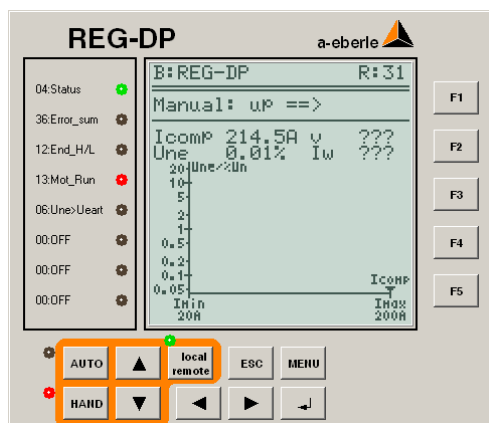 REG-DP
a-eberle
04:Status
36:Error_sum
12:End_H/L
13:Mot_Run
06:Une>Ueart
00:OFF
00:OFF
00:OFF
B:REG-DP R:31
Manual: up ==>
Icomp 214.5A v ???
Une 0.01% Iw ???
Une/%Un
20
10
5
2
1
0.5
0.2
0.1
0.05
Icomp
Imin Imax
20A 200A
F1
F2
F3
F4
F5
AUTO
local
remote
ESC
MENU
HAND